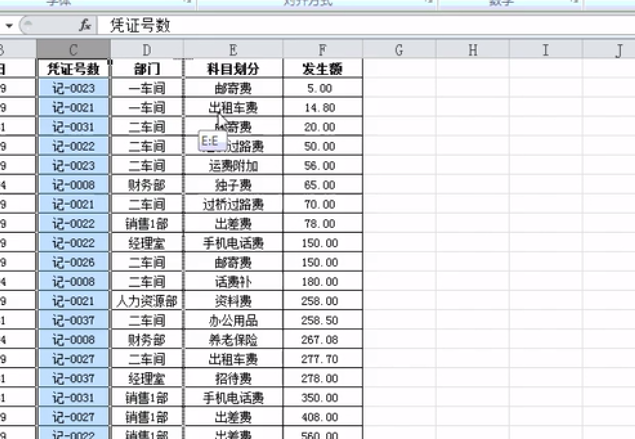 字体 对齐方式 数字
fx 凭证号数
B C D E F G H I J
日 凭证号数 部门 科目划分 发生额
9 记-0023 一车间 邮寄费 5.00
9 记-0021 一车间 出租车费 14.80
1 记-0031 二车间 寄费 20.00
9 记-0022 二车间 过路费 50.00
E:E
9 记-0023 二车间 运费附加 56.00
4 记-0008 财务部 独子费 65.00
9 记-0021 二车间 过桥过路费 70.00
9 记-0022 销售1部 出差费 78.00
9 记-0022 经理室 手机电话费 150.00
9 记-0026 二车间 邮寄费 150.00
4 记-0008 二车间 话费补 180.00
9 记-0021 人力资源部 资料费 258.00
1 记-0037 二车间 办公用品 258.50
4 记-0008 财务部 养老保险 267.08
9 记-0027 二车间 出租车费 277.70
1 记-0037 经理室 招待费 278.00
1 记-0031 销售1部 手机电话费 350.00
9 记-0027 销售1部 出差费 408.00
9 记-0022 销售1部 出差费 560.00